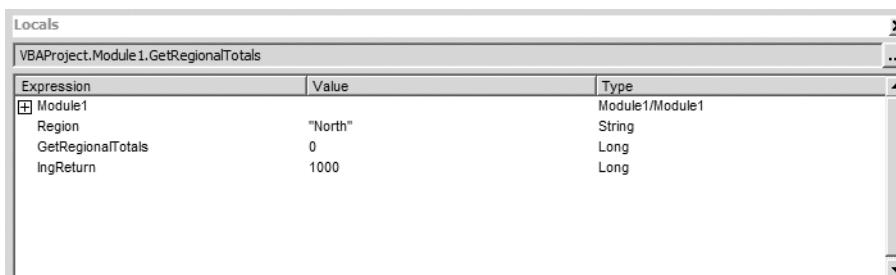 Locals
VBAProject.Module1.GetRegionalTotals
...
Expression Value Type
Module1 Module1/Module1
Region "North" String
GetRegionalTotals 0 Long
lngReturn 1000 Long